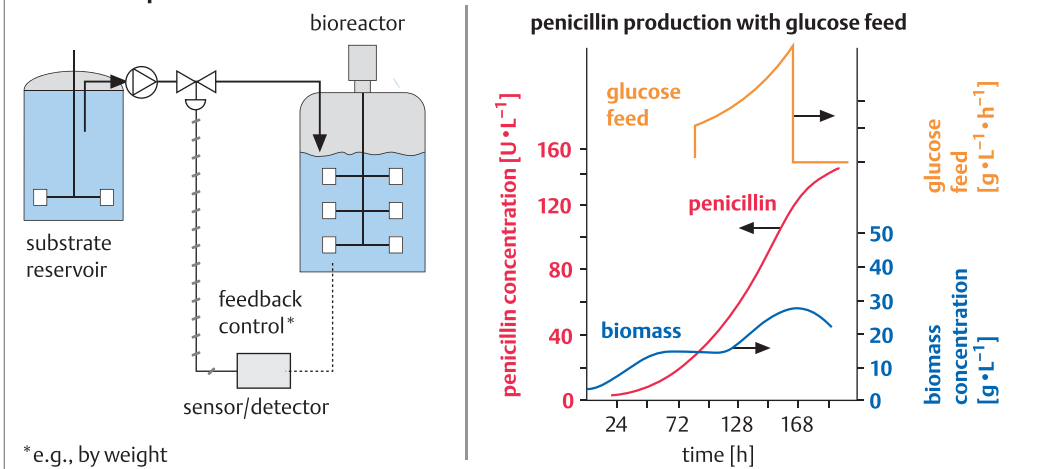 bioreactor
substrate
reservoir
feedback
control*
sensor/detector
*e.g., by weight
penicillin production with glucose feed
penicillin concentration [U•L⁻¹]
160
120
80
40
0
glucose
feed
penicillin
biomass
glucose
feed
[g•L⁻¹•h⁻¹]
50
40
30
20
10
0
biomass
concentration
[g•L⁻¹]
24 72 128 168
time [h]